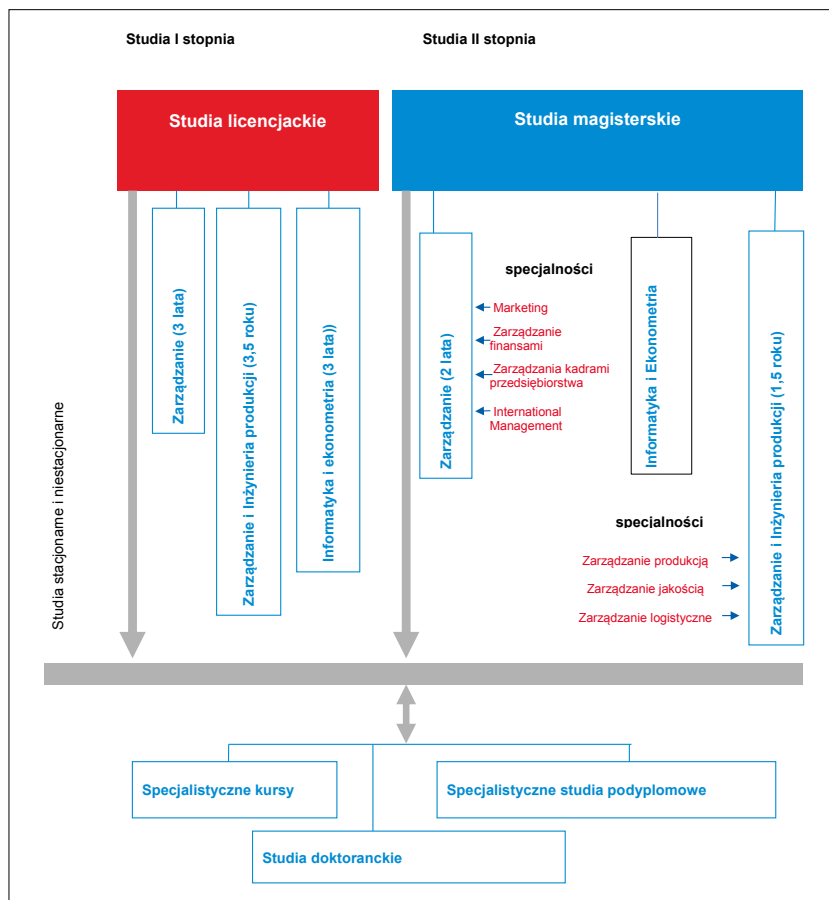 Studia I stopnia
Studia II stopnia
Studia licencjackie
Studia magisterskie
Studia stacjonarne i niestacjonarne
Zarządzanie (3 lata)
Zarządzanie i Inżynieria produkcji (3,5 roku)
Informatyka i ekonometria (3 lata))
Zarządzanie (2 lata)
specjalności
Marketing
Zarządzanie
finansami
Zarządzania kadrami
przedsiębiorstwa
International
Management
Informatyka i Ekonometria
specjalności
Zarządzanie produkcją
Zarządzanie jakością
Zarządzanie logistyczne
Zarządzanie i Inżynieria produkcji (1,5 roku)
Specjalistyczne kursy
Specjalistyczne studia podyplomowe
Studia doktoranckie